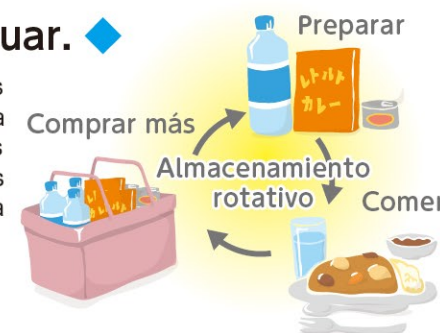 uar.
Preparar
Comprar más
レトルト
カレー
Almacenamiento
rotativo
Comer